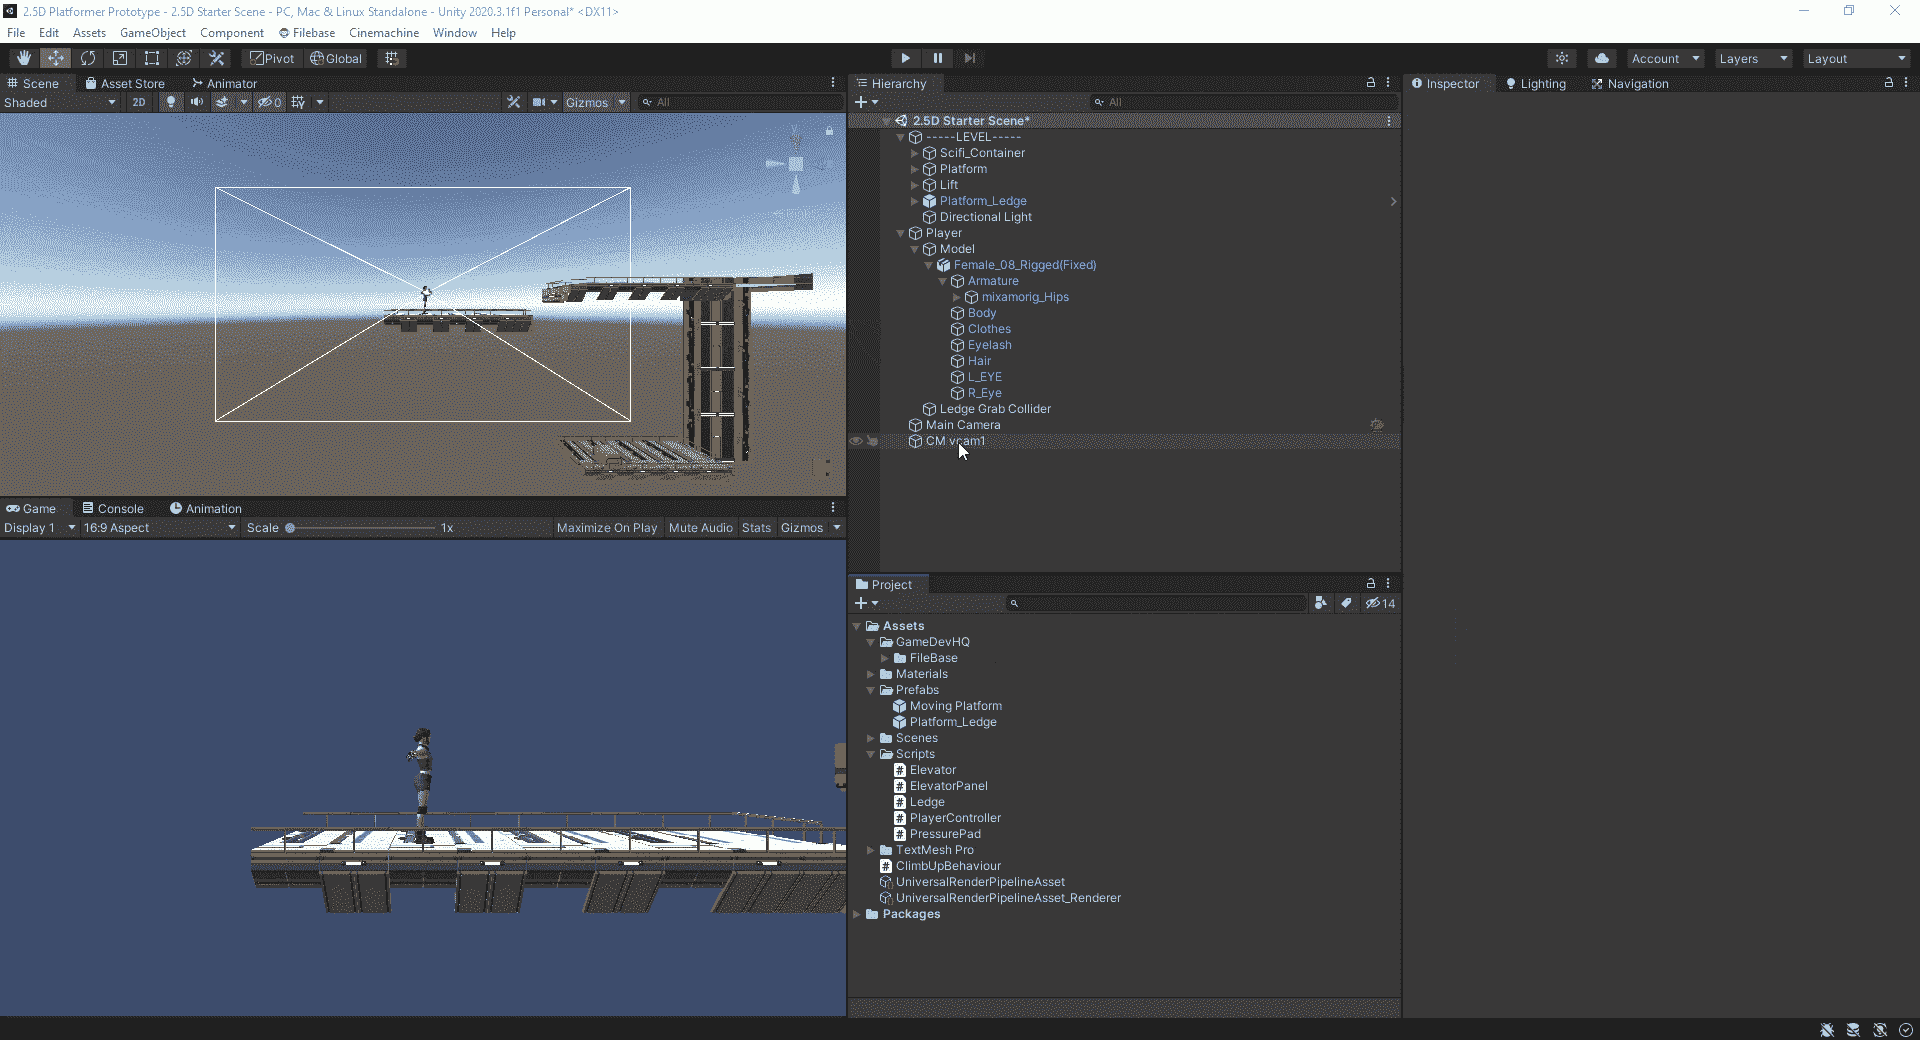 2.5D Platformer Prototype - 2.5D Starter Scene - PC, Mac & Linux Standalone - Unity 2020.3.1f1 Personal* <DX11>
File Edit Assets GameObject Component Filebase Cinemachine Window Help
Pivot Global Account Layers Layout
Scene Asset Store Animator
Shaded 2D 0 Gizmos All
Hierarchy
All
2.5D Starter Scene*
-----LEVEL-----
Scifi_Container
Platform
Lift
Platform_Ledge
Directional Light
Player
Model
Female_08_Rigged(Fixed)
Armature
mixamorig_Hips
Body
Clothes
Eyelash
Hair
L_EYE
R_Eye
Ledge Grab Collider
Main Camera
CM vcam1
Inspector Lighting Navigation
Game Console Animation
Display 1 16:9 Aspect Scale 1x Maximize On Play Mute Audio Stats Gizmos
Project
14
Assets
GameDevHQ
FileBase
Materials
Prefabs
Moving Platform
Platform_Ledge
Scenes
Scripts
Elevator
ElevatorPanel
Ledge
PlayerController
PressurePad
TextMesh Pro
ClimbUpBehaviour
UniversalRenderPipelineAsset
UniversalRenderPipelineAsset_Renderer
Packages